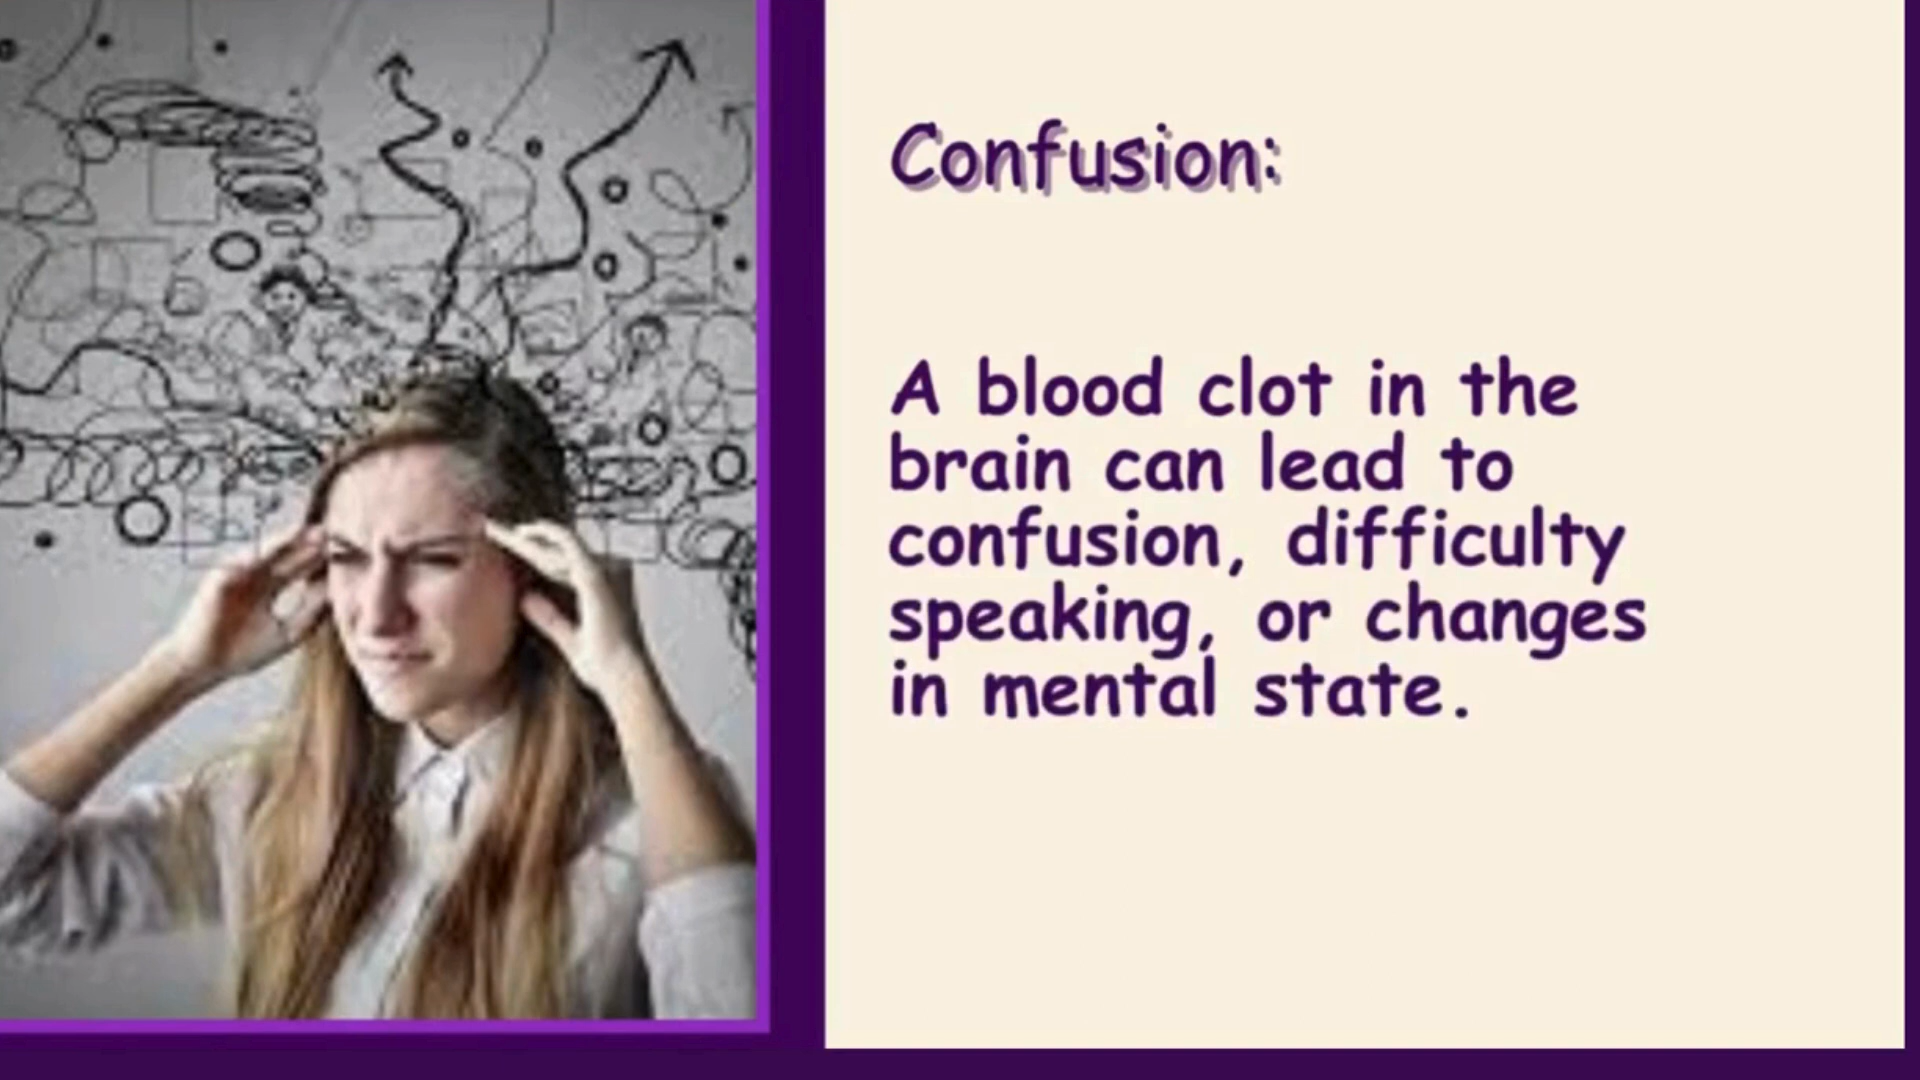 Confusion:
A blood clot in the
brain can lead to
confusion, difficulty
speaking, or changes
in mental state.